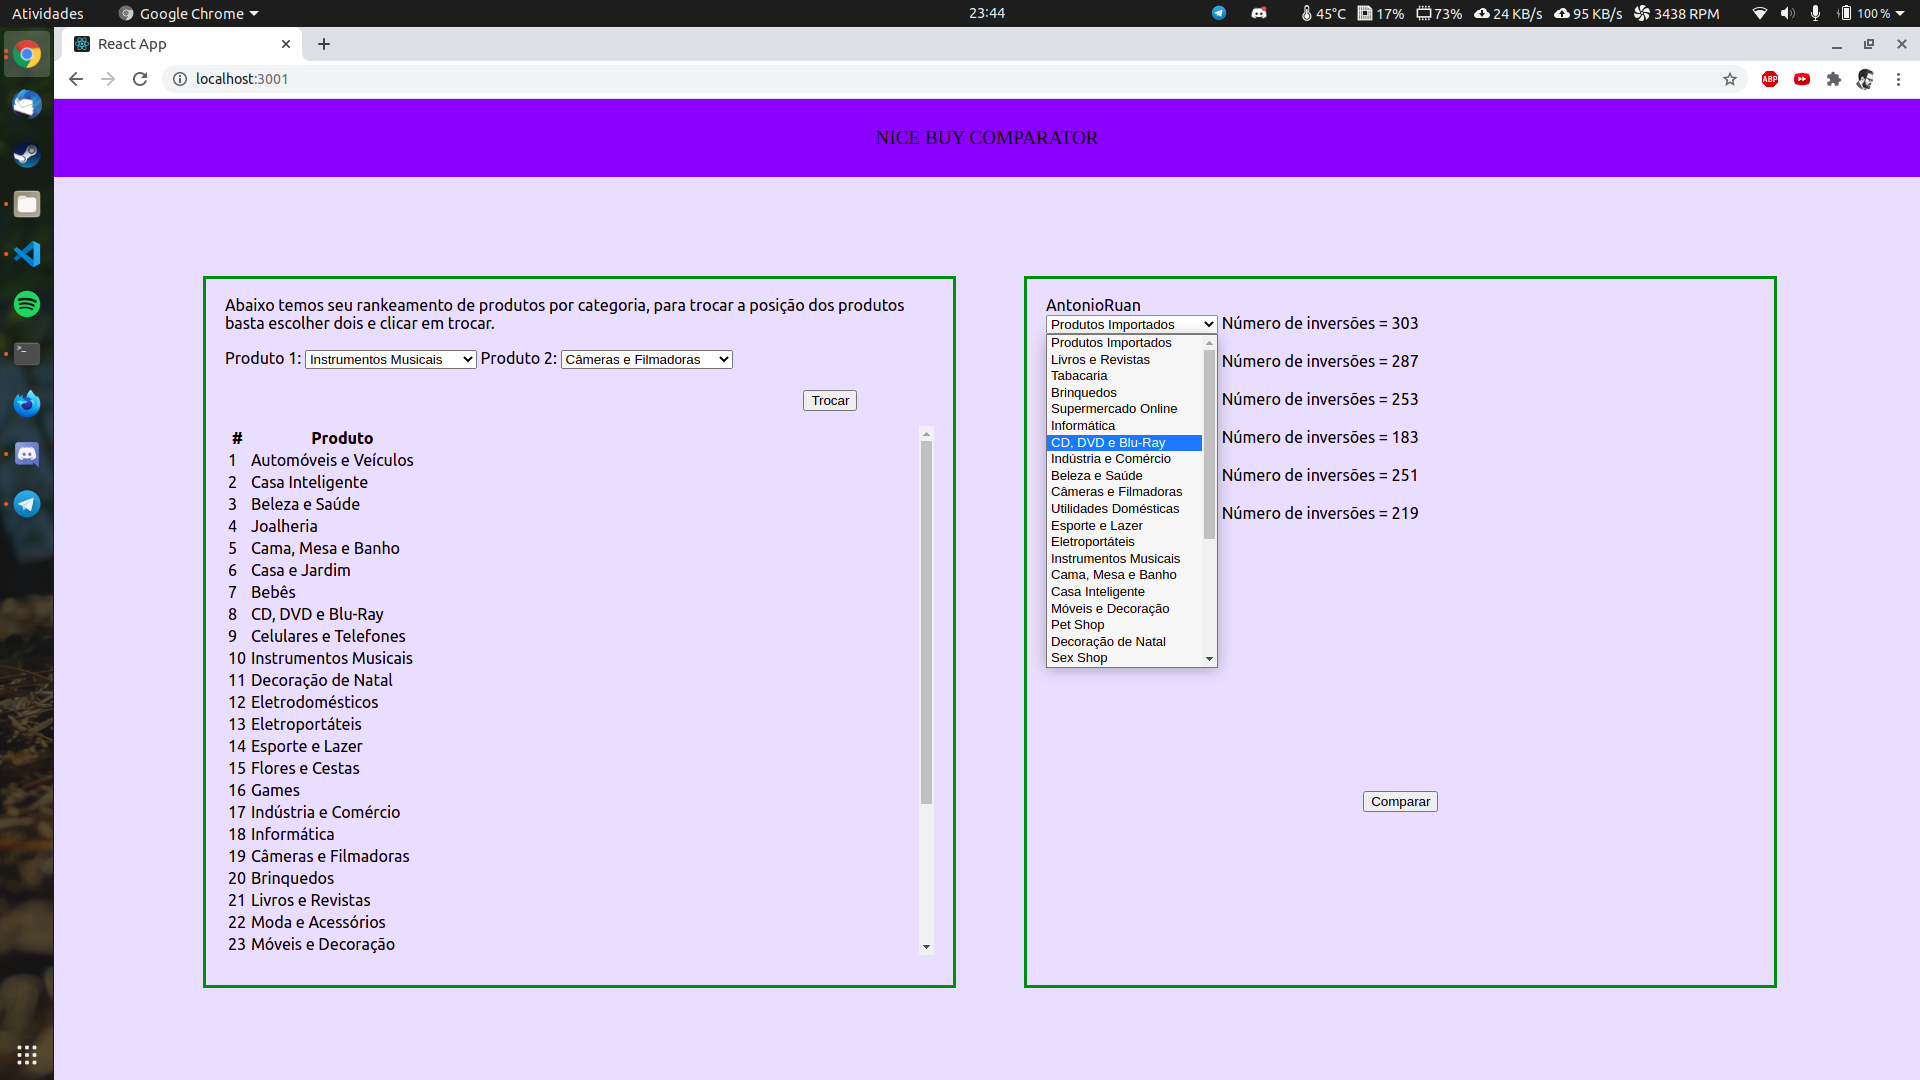 Atividades
Google Chrome
23:44
45°C
17%
73%
24 KB/s
95 KB/s
3438 RPM
100 %
React App
localhost:3001
ABP
NICE BUY COMPARATOR
Abaixo temos seu rankeamento de produtos por categoria, para trocar a posição dos produtos
basta escolher dois e clicar em trocar.
Produto 1: Instrumentos Musicais Produto 2: Câmeras e Filmadoras
Trocar
# Produto
1 Automóveis e Veículos
2 Casa Inteligente
3 Beleza e Saúde
4 Joalheria
5 Cama, Mesa e Banho
6 Casa e Jardim
7 Bebês
8 CD, DVD e Blu-Ray
9 Celulares e Telefones
10 Instrumentos Musicais
11 Decoração de Natal
12 Eletrodomésticos
13 Eletroportáteis
14 Esporte e Lazer
15 Flores e Cestas
16 Games
17 Indústria e Comércio
18 Informática
19 Câmeras e Filmadoras
20 Brinquedos
21 Livros e Revistas
22 Moda e Acessórios
23 Móveis e Decoração
AntonioRuan
Produtos Importados Número de inversões = 303
Número de inversões = 287
Número de inversões = 253
Número de inversões = 183
Número de inversões = 251
Número de inversões = 219
Produtos Importados
Livros e Revistas
Tabacaria
Brinquedos
Supermercado Online
Informática
CD, DVD e Blu-Ray
Indústria e Comércio
Beleza e Saúde
Câmeras e Filmadoras
Utilidades Domésticas
Esporte e Lazer
Eletroportáteis
Instrumentos Musicais
Cama, Mesa e Banho
Casa Inteligente
Móveis e Decoração
Pet Shop
Decoração de Natal
Sex Shop
Comparar